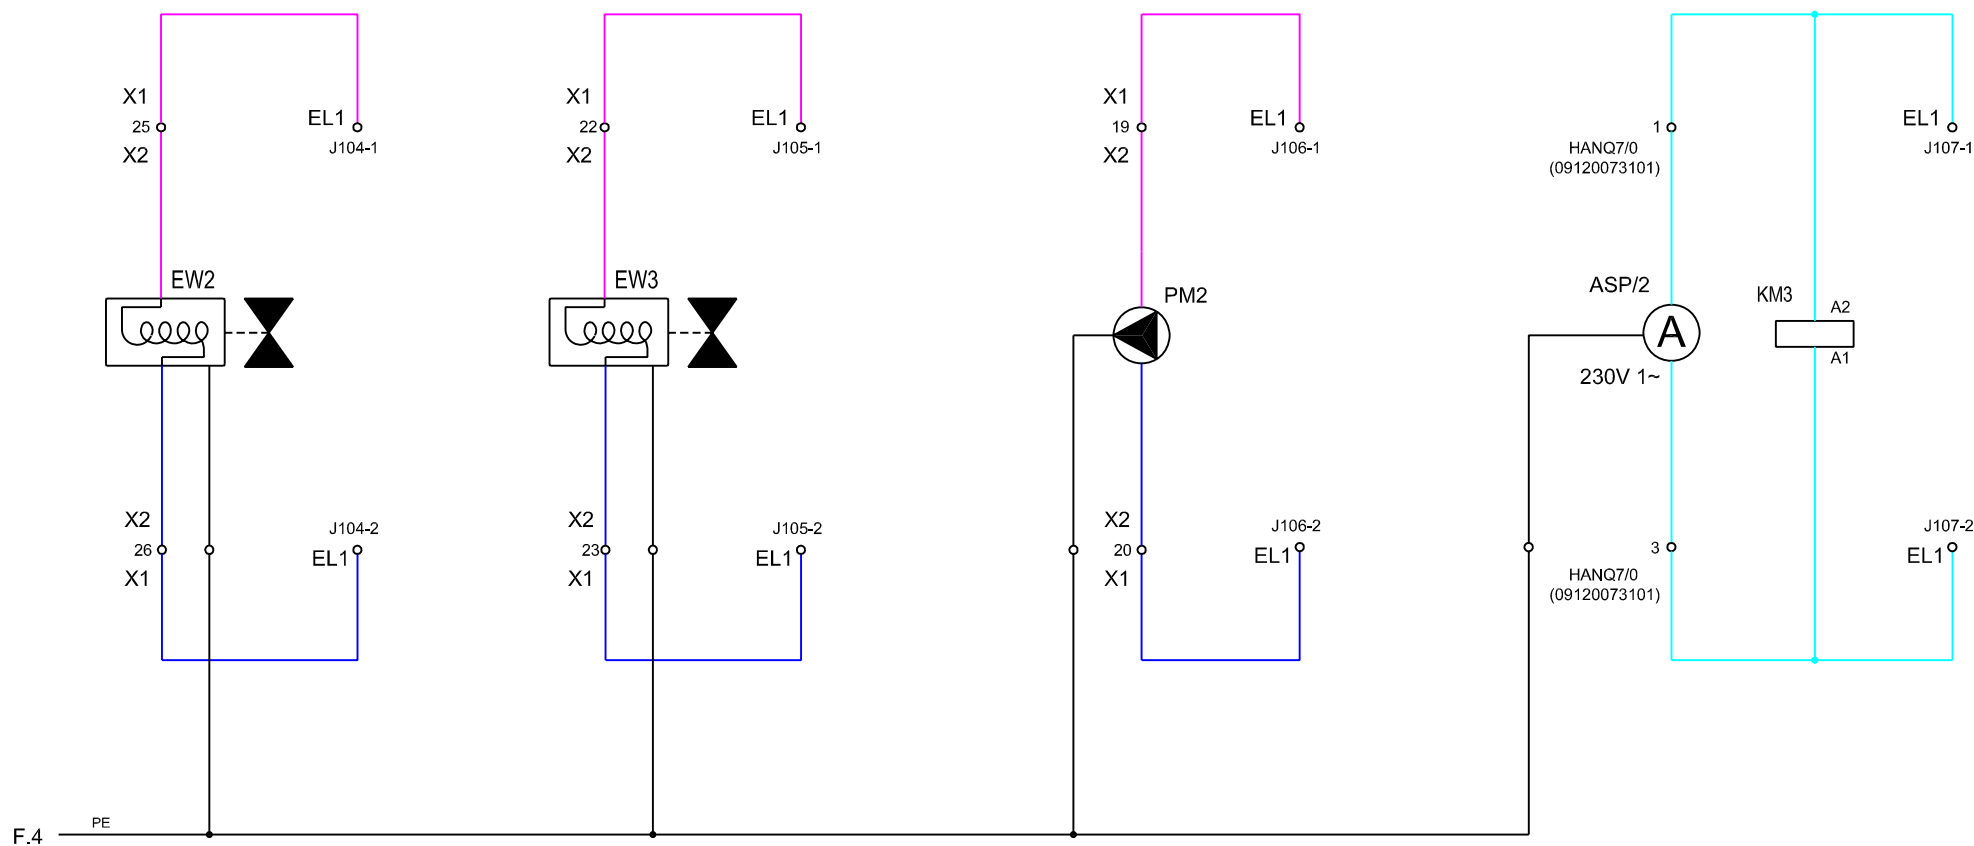 X1
25
X2
EL1
J104-1
X1
22
X2
EL1
J105-1
X1
19
X2
EL1
J106-1
1
HANQ7/0
(09120073101)
EL1
J107-1
EW2
EW3
PM2
ASP/2
A
230V 1~
KM3
A2
A1
X2
26
X1
J104-2
EL1
X2
23
X1
J105-2
EL1
X2
20
X1
J106-2
EL1
3
HANQ7/0
(09120073101)
J107-2
EL1
F.4
PE